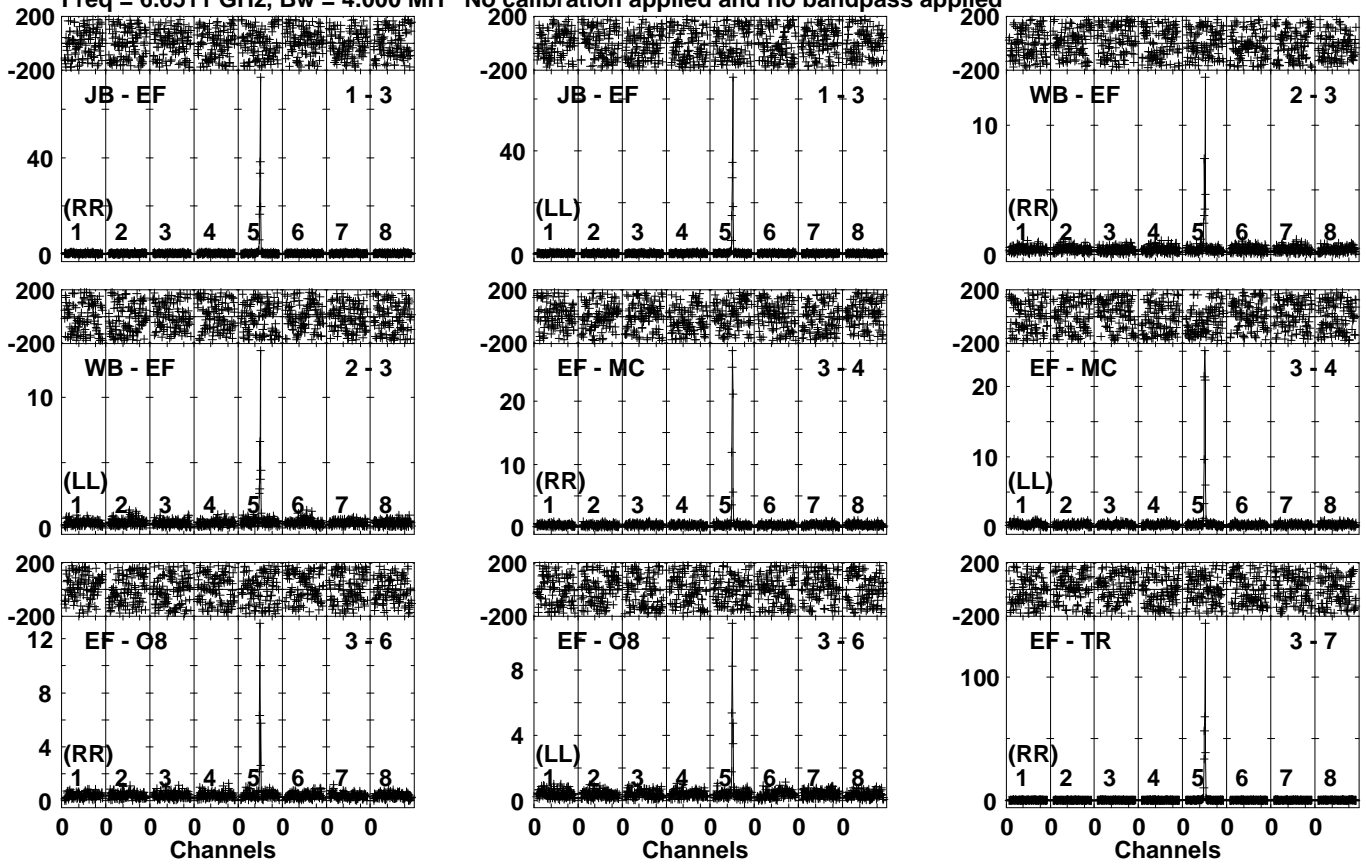 Freq = 6.6511 GHz, Bw = 4.000 MH No calibration applied and no bandpass applied
200
-200
JB - EF 1 - 3
40
(RR)
1 2 3 4 5 6 7 8
0
200
-200
JB - EF 1 - 3
40
(LL)
1 2 3 4 5 6 7 8
0
200
-200
WB - EF 2 - 3
10
(RR)
1 2 3 4 5 6 7 8
0
200
-200
WB - EF 2 - 3
10
(LL)
1 2 3 4 5 6 7 8
0
200
-200
EF - MC 3 - 4
20
10
(RR)
1 2 3 4 5 6 7 8
0
200
-200
EF - MC 3 - 4
20
10
(LL)
1 2 3 4 5 6 7 8
0
200
-200
12 EF - O8 3 - 6
8
4
(RR)
1 2 3 4 5 6 7 8
0
0 0 0 0 0 0 0 0
Channels
200
-200
EF - O8 3 - 6
8
4
(LL)
1 2 3 4 5 6 7 8
0
0 0 0 0 0 0 0 0
Channels
200
-200
EF - TR 3 - 7
100
(RR)
1 2 3 4 5 6 7 8
0
0 0 0 0 0 0 0 0
Channels